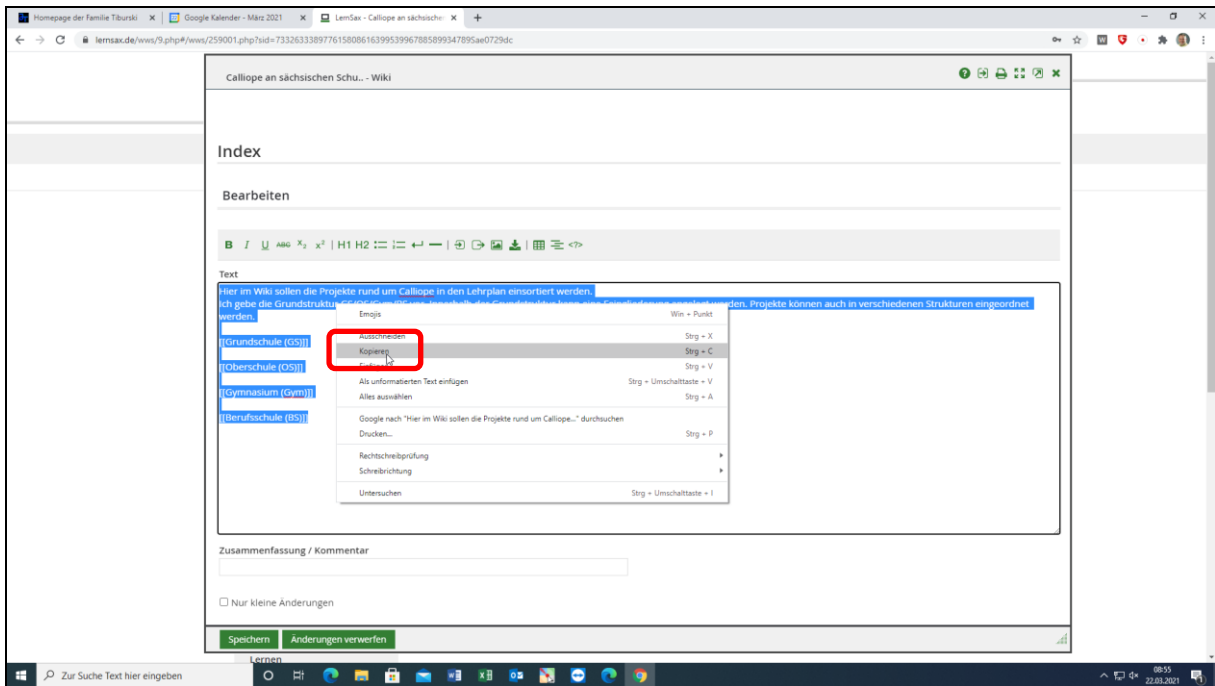 Homepage der Familie Tiburski
Google Kalender - März 2021
LernSax - Calliope an sächsische
lernsax.de/wws/9.php#/wws/259001.php?sid=73326333897761580861639953996788589934789
Calliope an sächsischen Schu.. - Wiki
Index
Bearbeiten
B I U ABC X₂ x² H1 H2
Text
Hier im Wiki sollen die Projekte rund um Calliope in den Lehrplan einsortiert werden.
Ich gebe die Grundstruktur den. Projekte können auch in verschiedenen Strukturen eingeordnet
werden.
[[Grundschule (GS)]]
[[Oberschule (OS)]]
[[Gymnasium (Gym)]]
[[Berufsschule (BS)]]
Emojis Win + Punkt
Ausschneiden Strg + X
Kopieren Strg + C
Einfügen Strg + V
Als unformatierten Text einfügen Strg + Umschalttaste + V
Alles auswählen Strg + A
Google nach "Hier im Wiki sollen die Projekte rund um Calliope..." durchsuchen
Drucken... Strg + P
Rechtschreibprüfung
Schreibrichtung
Untersuchen Strg + Umschalttaste + I
Zusammenfassung / Kommentar
Nur kleine Änderungen
Speichern Änderungen verwerfen
Lernen
Zur Suche Text hier eingeben
08:55
22.03.2021